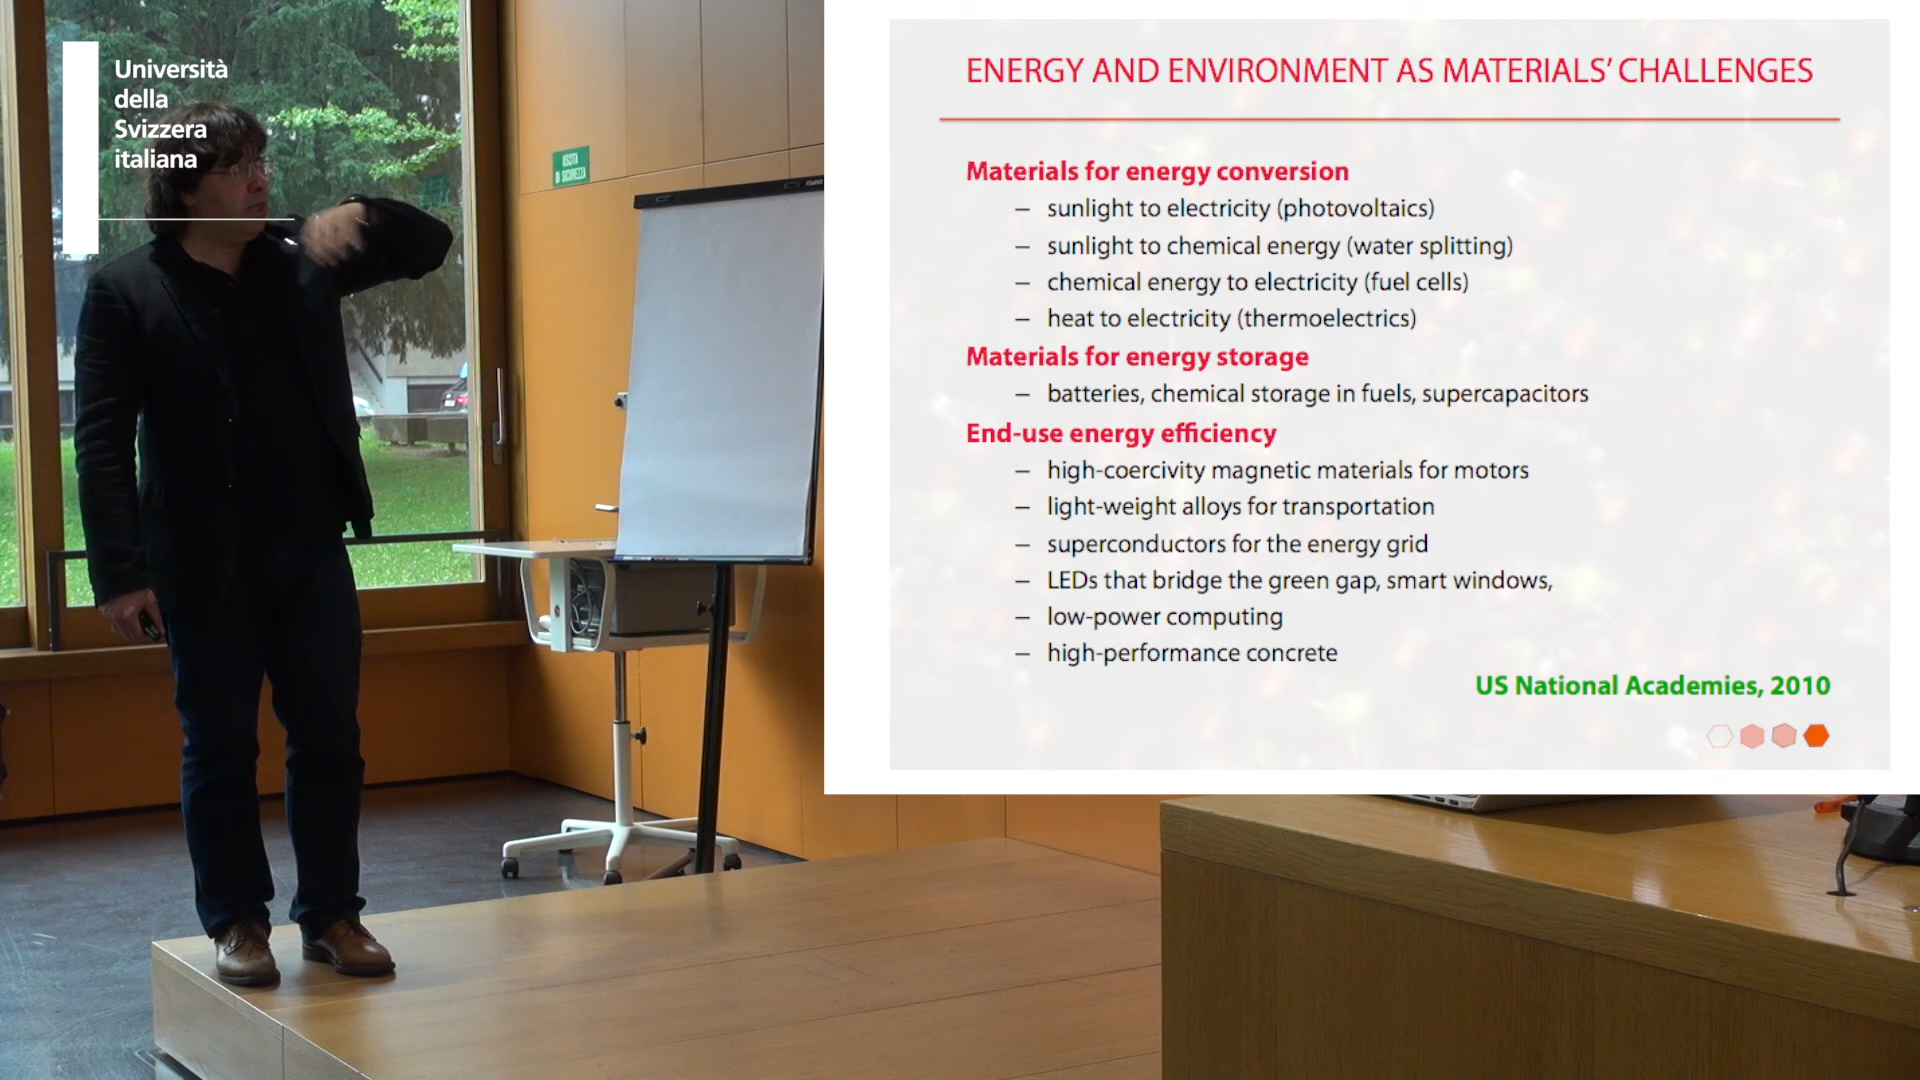 Università
della
Svizzera
italiana
USCITA
DI SICUREZZA
ENERGY AND ENVIRONMENT AS MATERIALS' CHALLENGES
Materials for energy conversion
– sunlight to electricity (photovoltaics)
– sunlight to chemical energy (water splitting)
– chemical energy to electricity (fuel cells)
– heat to electricity (thermoelectrics)
Materials for energy storage
– batteries, chemical storage in fuels, supercapacitors
End-use energy efficiency
– high-coercivity magnetic materials for motors
– light-weight alloys for transportation
– superconductors for the energy grid
– LEDs that bridge the green gap, smart windows,
– low-power computing
– high-performance concrete
US National Academies, 2010